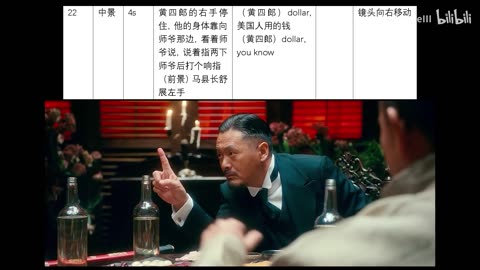 22
中景
4s
黄四郎的右手停
住，他的身体靠向
师爷那边，看着师
爷说，说着指两下
师爷后打个响指
（前景）马县长舒
展左手
（黄四郎）dollar,
美国人用的钱
（黄四郎）dollar,
you know
镜头向右移动
bilibili